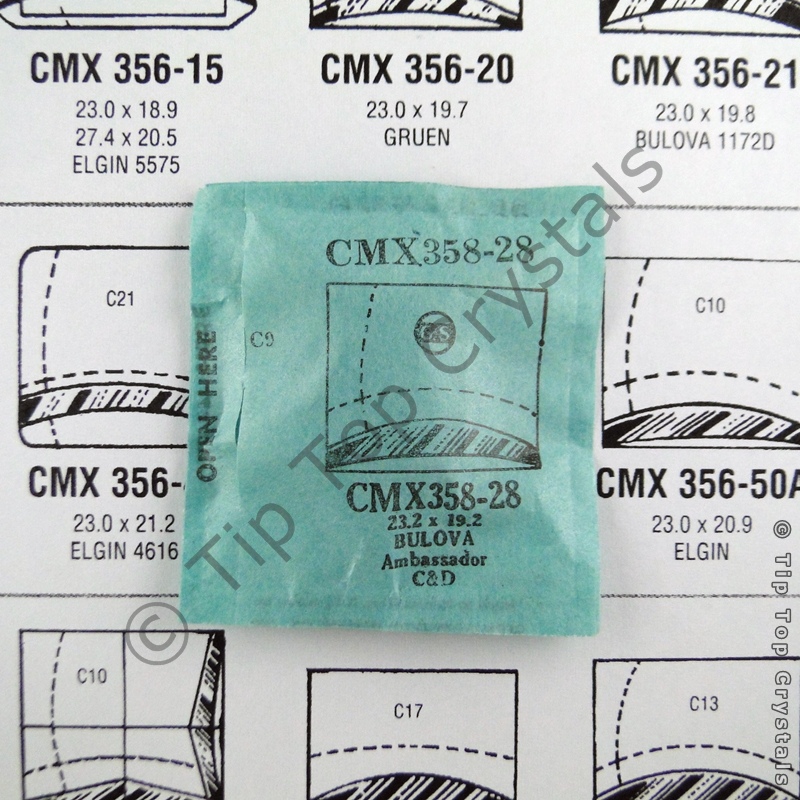 CMX 356-15
23.0 x 18.9
27.4 x 20.5
ELGIN 5575
CMX 356-20
23.0 x 19.7
GRUEN
CMX 356-21
23.0 x 19.8
BULOVA 1172D
C21
CMX 356-
23.0 x 21.2
ELGIN 4616
OPEN HERE
CMX358-28
C9
G-S
CMX358-28
23.2 x 19.2
BULOVA
Ambassador
C&D
C10
CMX 356-50A
23.0 x 20.9
ELGIN
C10
C17
C13
© Tip Top Crystals
© Tip Top Crystals